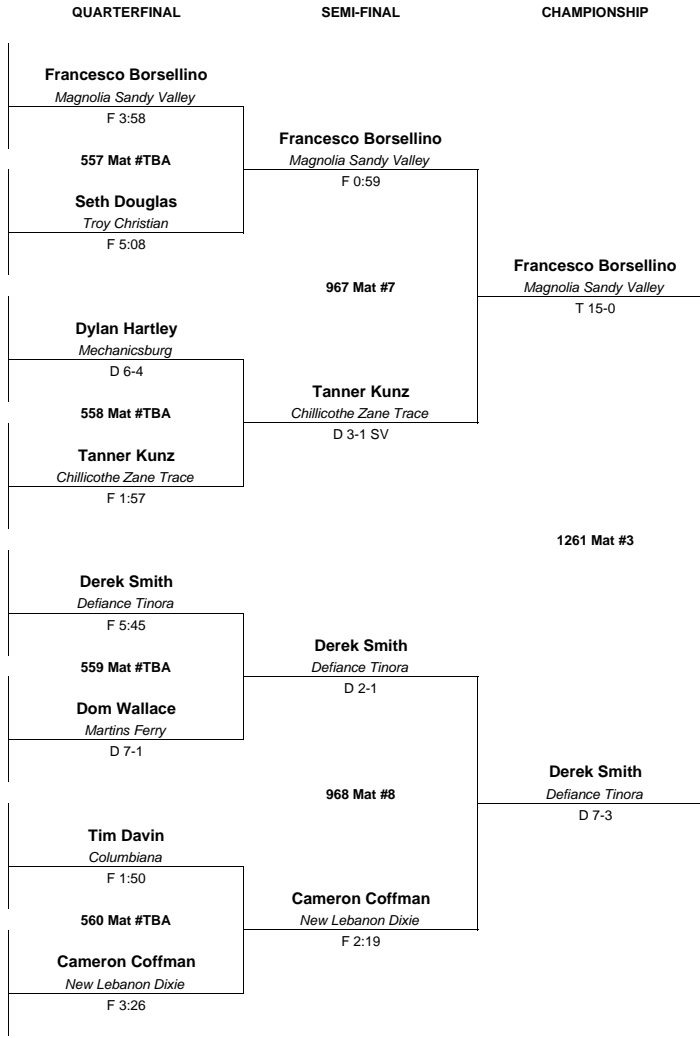 QUARTERFINAL
SEMI-FINAL
CHAMPIONSHIP
Francesco Borsellino
Magnolia Sandy Valley
F 3:58
557 Mat #TBA
Seth Douglas
Troy Christian
F 5:08
Francesco Borsellino
Magnolia Sandy Valley
F 0:59
967 Mat #7
Francesco Borsellino
Magnolia Sandy Valley
T 15-0
Dylan Hartley
Mechanicsburg
D 6-4
558 Mat #TBA
Tanner Kunz
Chillicothe Zane Trace
F 1:57
Tanner Kunz
Chillicothe Zane Trace
D 3-1 SV
1261 Mat #3
Derek Smith
Defiance Tinora
F 5:45
559 Mat #TBA
Dom Wallace
Martins Ferry
D 7-1
Derek Smith
Defiance Tinora
D 2-1
968 Mat #8
Derek Smith
Defiance Tinora
D 7-3
Tim Davin
Columbiana
F 1:50
560 Mat #TBA
Cameron Coffman
New Lebanon Dixie
F 3:26
Cameron Coffman
New Lebanon Dixie
F 2:19